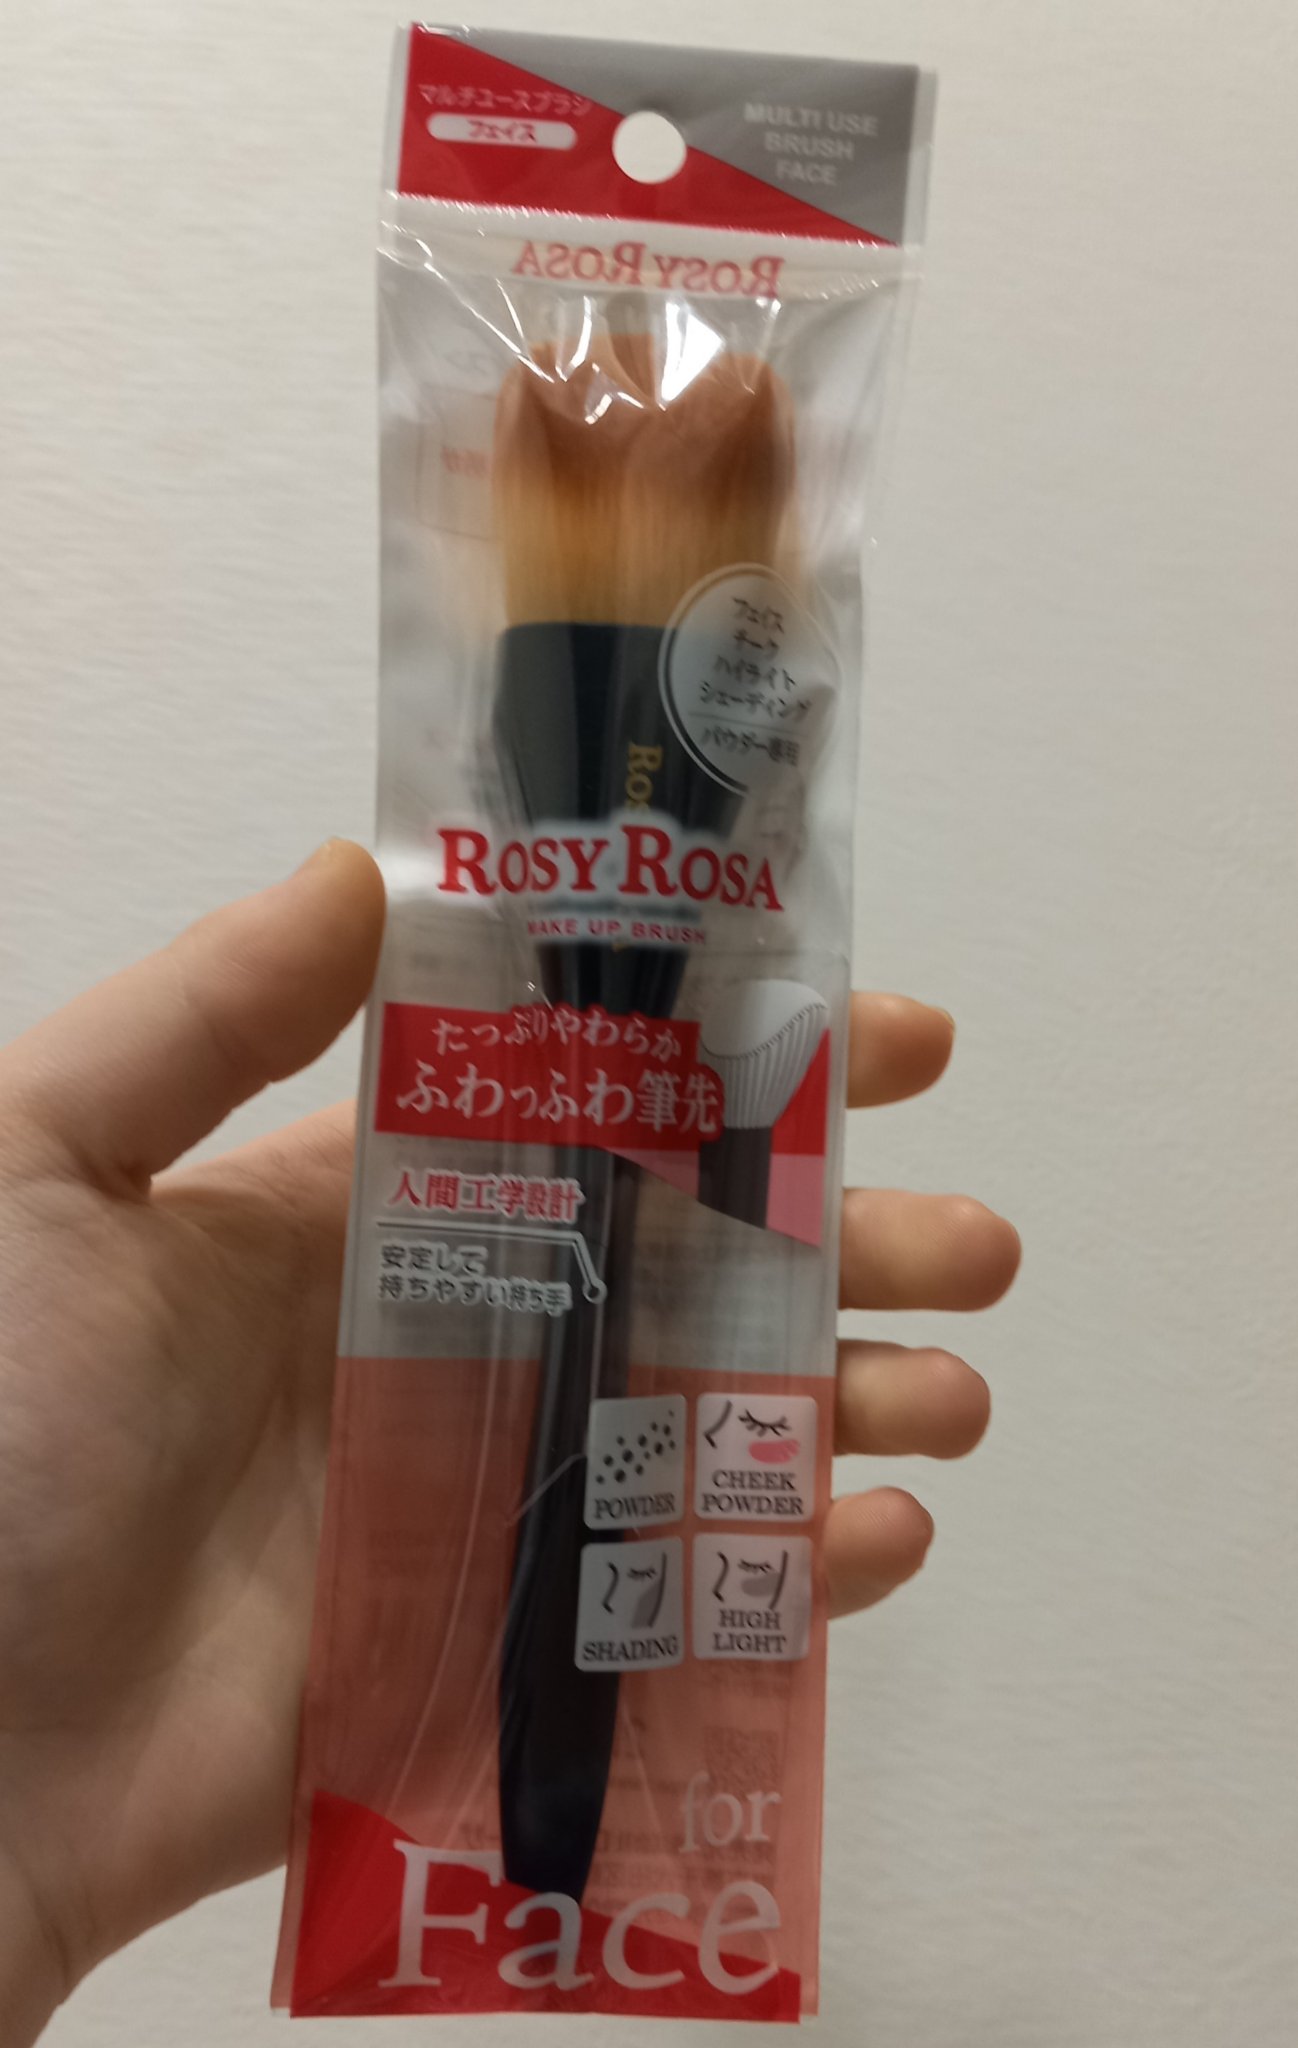 マルチユースブラシ
フェイス
MULTI USE
BRUSH
FACE
ROSY ROSA
フェイス
チーク
ハイライト
シェーディング
パウダー専用
ROS
ROSY ROSA
MAKE UP BRUSH
たっぷりやわらか
ふわっふわ筆先
人間工学設計
安定して
持ちやすい持ち手
POWDER
CHEEK
POWDER
SHADING
HIGH
LIGHT
for
Face